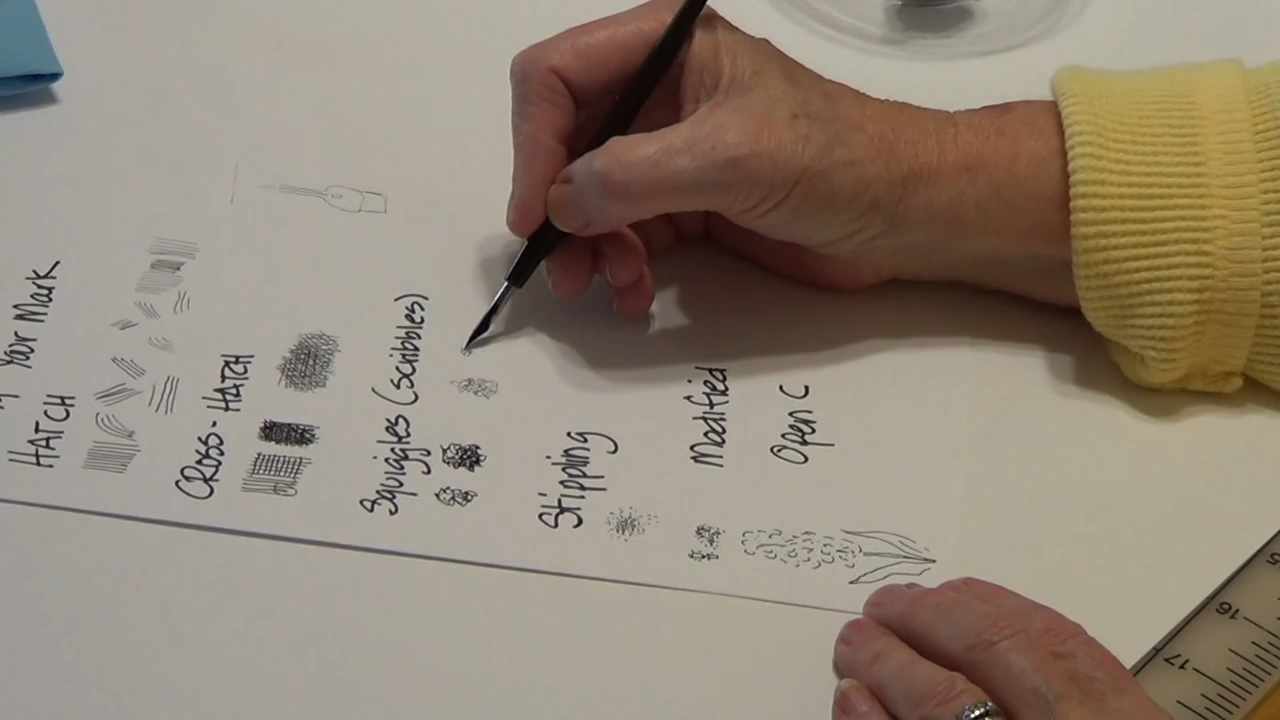 Your Mark
HATCH
CROSS-HATCH
Squiggles (scribbles)
Stippling
Modified
Open C
16
17